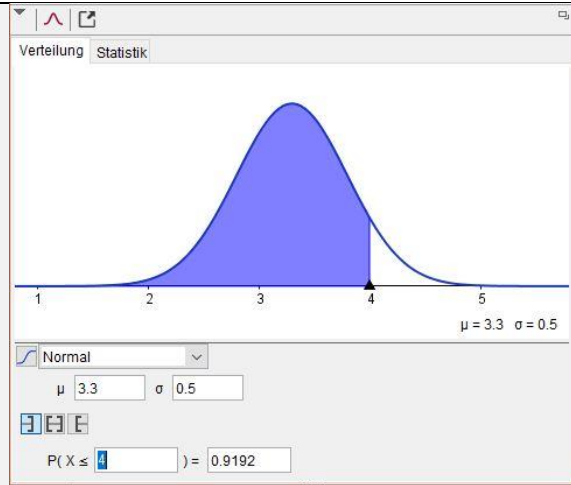 Verteilung Statistik
1 2 3 4 5
μ = 3.3 σ = 0.5
Normal
μ 3.3 σ 0.5
P( X ≤ 4 ) = 0.9192